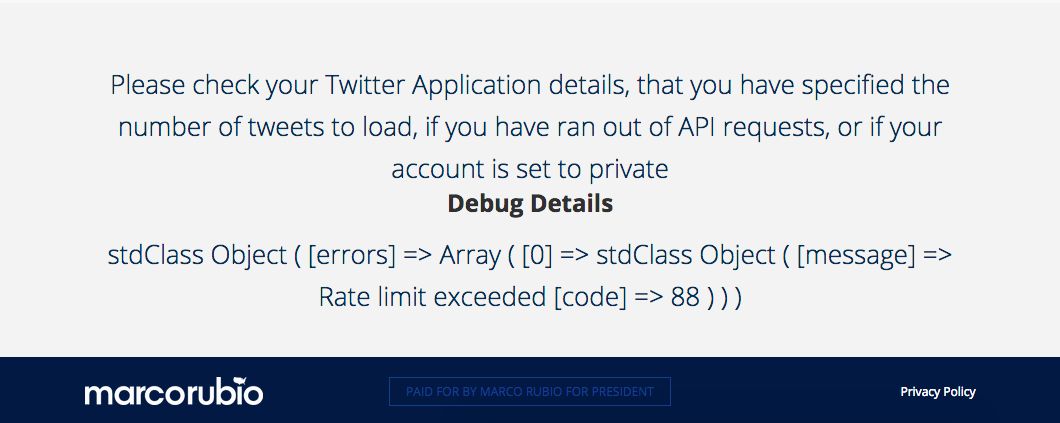 Please check your Twitter Application details, that you have specified the
number of tweets to load, if you have ran out of API requests, or if your
account is set to private
Debug Details
stdClass Object ( [errors] => Array ( [0] => stdClass Object ( [message] =>
Rate limit exceeded [code] => 88 ) ) )
marcorubio
PAID FOR BY MARCO RUBIO FOR PRESIDENT
Privacy Policy